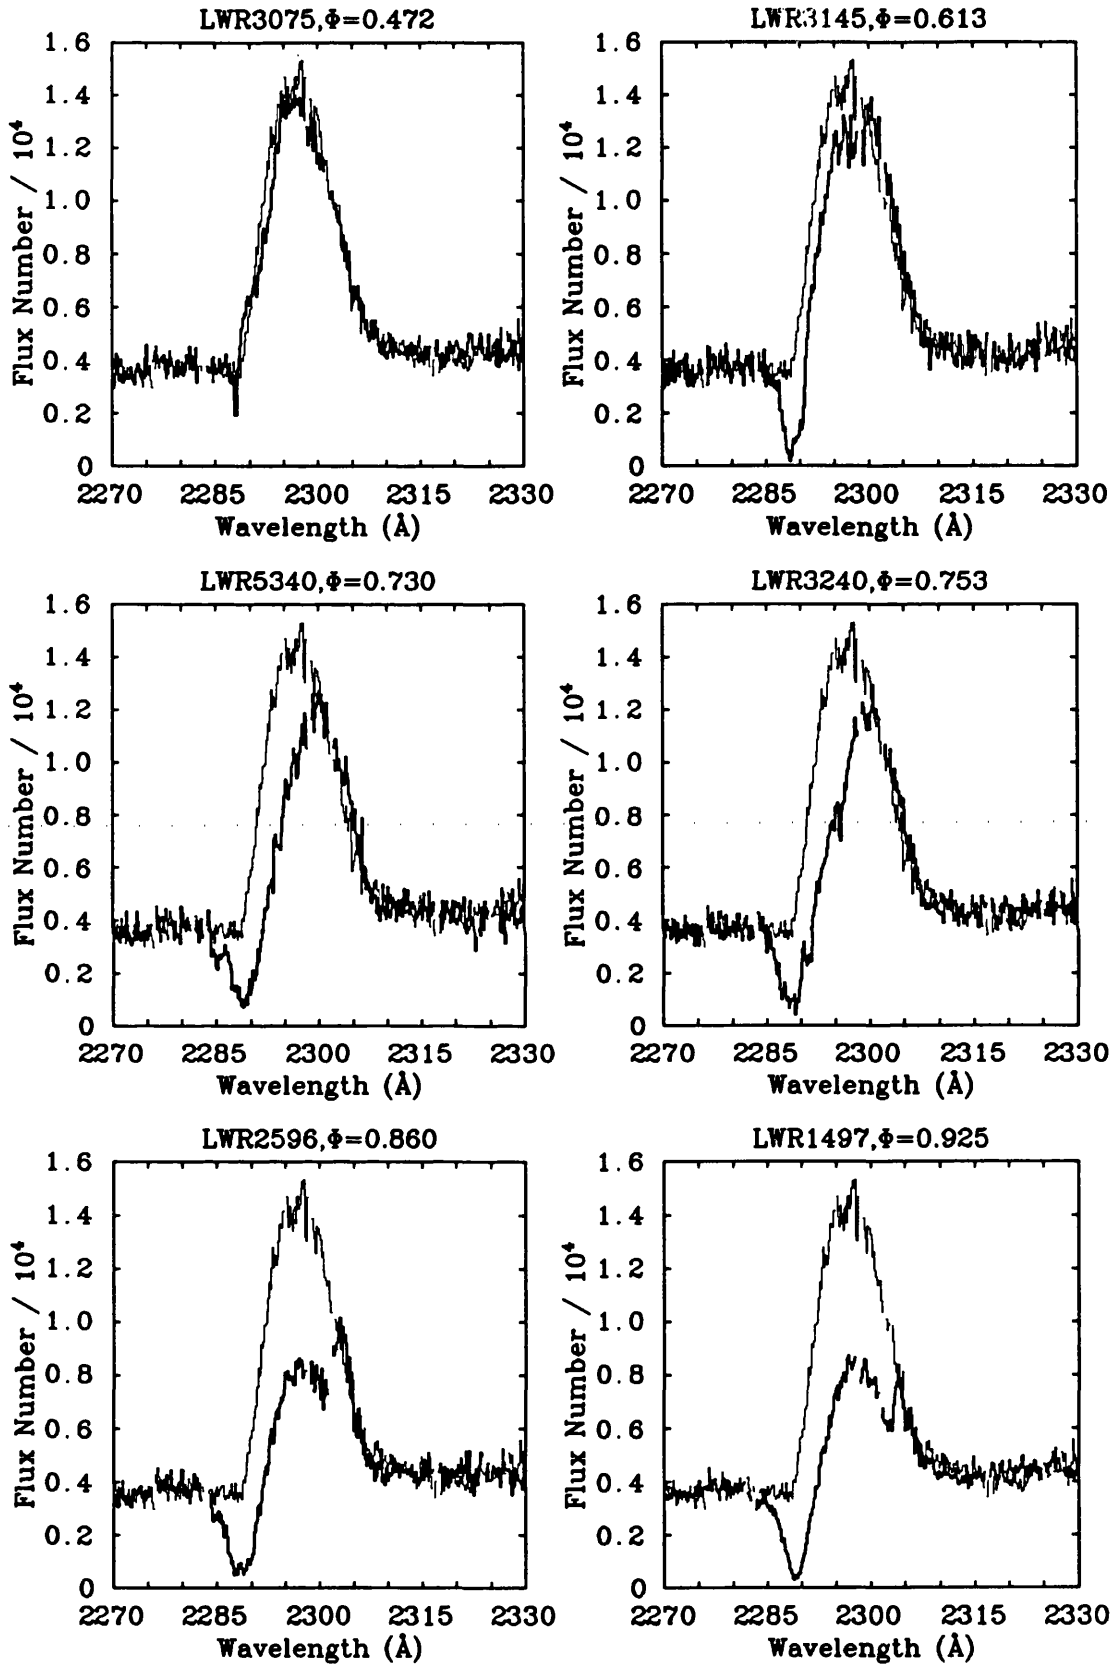 LWR3075,Φ=0.472
LWR3145,Φ=0.613
1.6
1.4
1.2
1.0
0.8
0.6
0.4
0.2
0
Flux Number / 10⁴
2270 2285 2300 2315 2330
Wavelength (Å)
1.6
1.4
1.2
1.0
0.8
0.6
0.4
0.2
0
Flux Number / 10⁴
2270 2285 2300 2315 2330
Wavelength (Å)
LWR5340,Φ=0.730
LWR3240,Φ=0.753
1.6
1.4
1.2
1.0
0.8
0.6
0.4
0.2
0
Flux Number / 10⁴
2270 2285 2300 2315 2330
Wavelength (Å)
1.6
1.4
1.2
1.0
0.8
0.6
0.4
0.2
0
Flux Number / 10⁴
2270 2285 2300 2315 2330
Wavelength (Å)
LWR2596,Φ=0.860
LWR1497,Φ=0.925
1.6
1.4
1.2
1.0
0.8
0.6
0.4
0.2
0
Flux Number / 10⁴
2270 2285 2300 2315 2330
Wavelength (Å)
1.6
1.4
1.2
1.0
0.8
0.6
0.4
0.2
0
Flux Number / 10⁴
2270 2285 2300 2315 2330
Wavelength (Å)